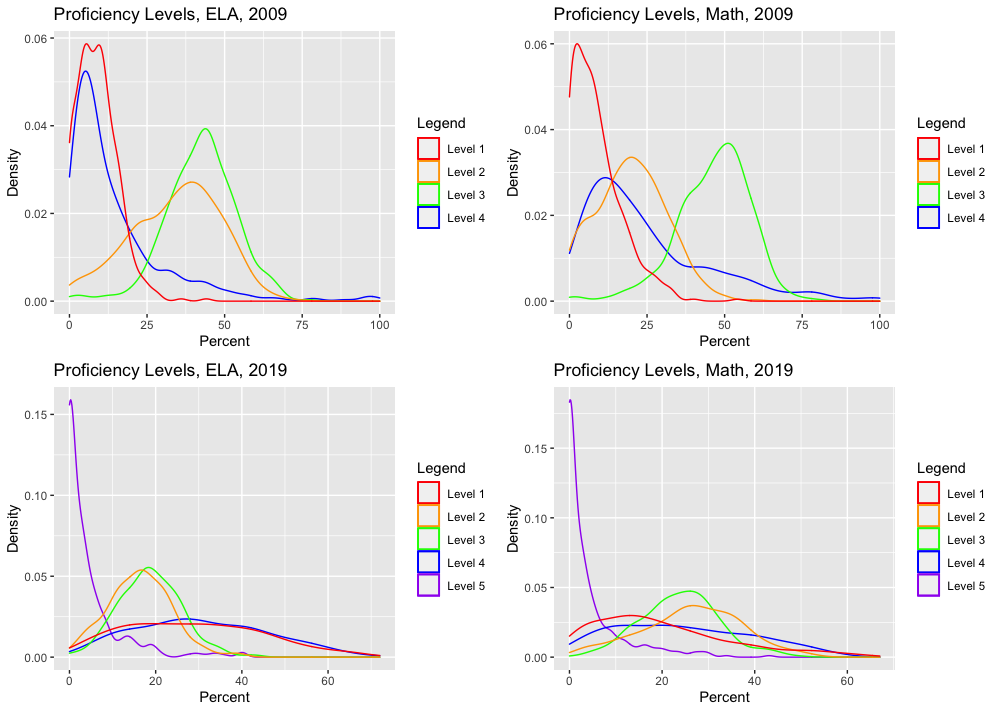 Proficiency Levels, ELA, 2009
0.06
0.04
0.02
0.00
Density
0 25 50 75 100
Percent
Legend
Level 1
Level 2
Level 3
Level 4
Proficiency Levels, Math, 2009
0.06
0.04
0.02
0.00
Density
0 25 50 75 100
Percent
Legend
Level 1
Level 2
Level 3
Level 4
Proficiency Levels, ELA, 2019
0.15
0.10
0.05
0.00
Density
0 20 40 60
Percent
Legend
Level 1
Level 2
Level 3
Level 4
Level 5
Proficiency Levels, Math, 2019
0.15
0.10
0.05
0.00
Density
0 20 40 60
Percent
Legend
Level 1
Level 2
Level 3
Level 4
Level 5